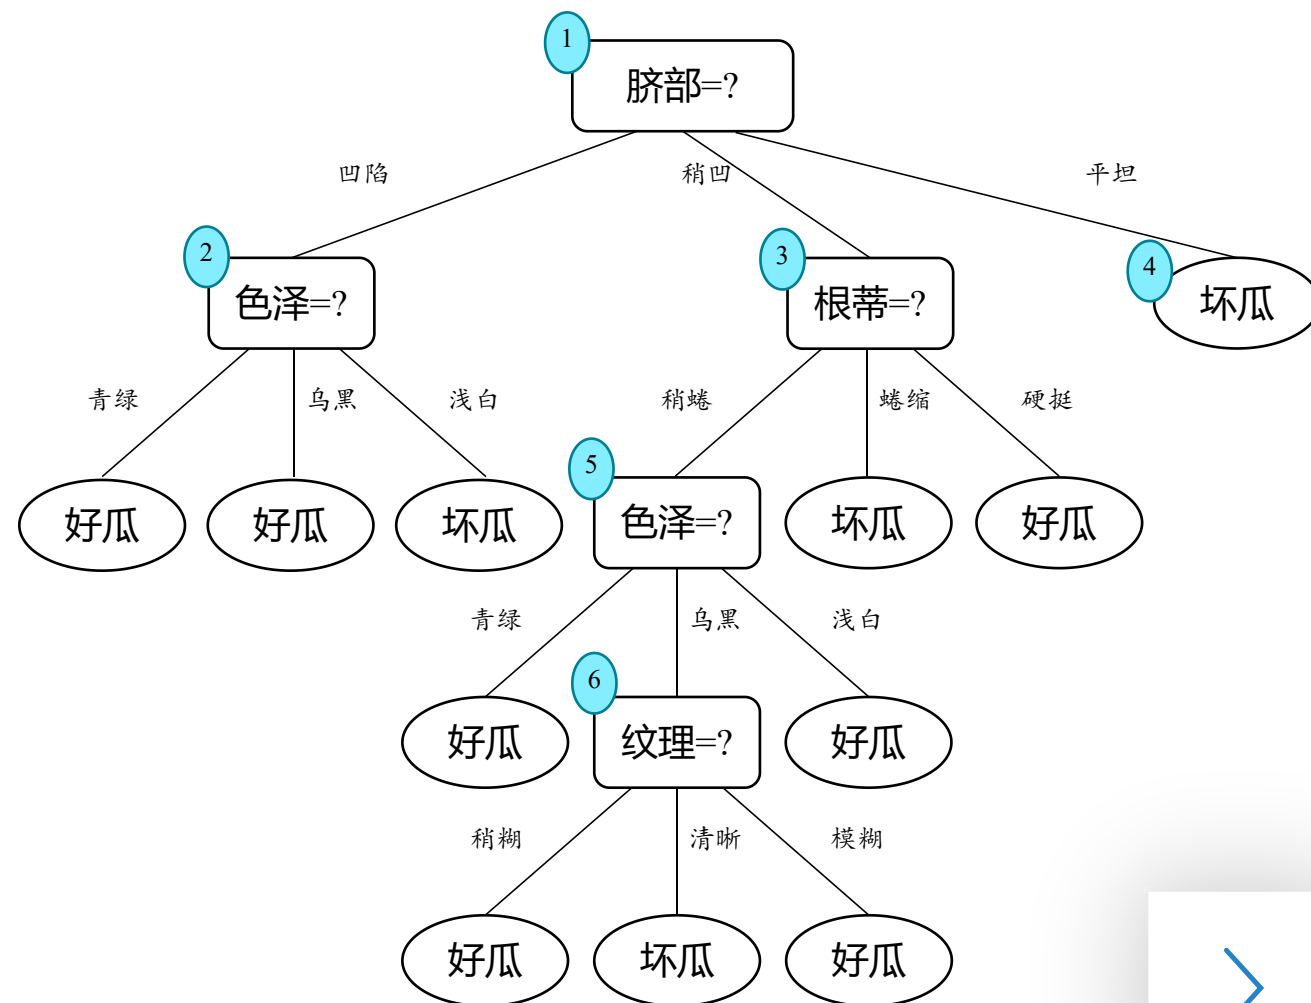 1
脐部=?
凹陷
稍凹
平坦
2
色泽=?
3
根蒂=?
4
坏瓜
青绿
乌黑
浅白
稍蜷
蜷缩
硬挺
好瓜
好瓜
坏瓜
5
色泽=?
坏瓜
好瓜
青绿
乌黑
浅白
好瓜
6
纹理=?
好瓜
稍糊
清晰
模糊
好瓜
坏瓜
好瓜